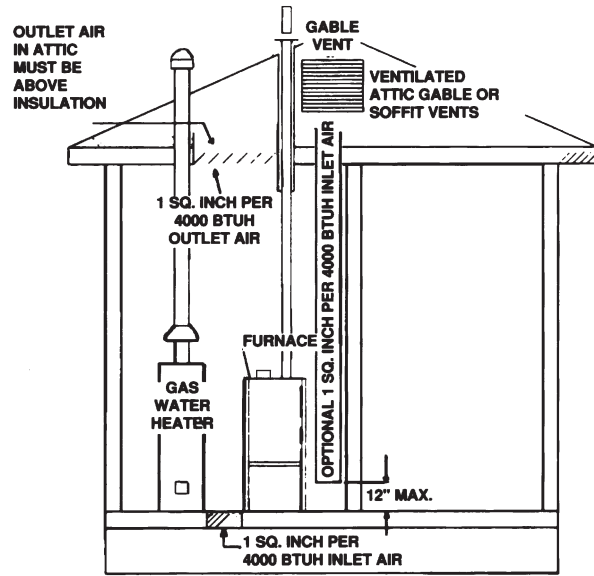 OUTLET AIR
IN ATTIC
MUST BE
ABOVE
INSULATION
GABLE
VENT
VENTILATED
ATTIC GABLE OR
SOFFIT VENTS
1 SQ. INCH PER
4000 BTUH
OUTLET AIR
OPTIONAL 1 SQ. INCH PER 4000 BTUH INLET AIR
FURNACE
GAS
WATER
HEATER
12" MAX.
1 SQ. INCH PER
4000 BTUH INLET AIR